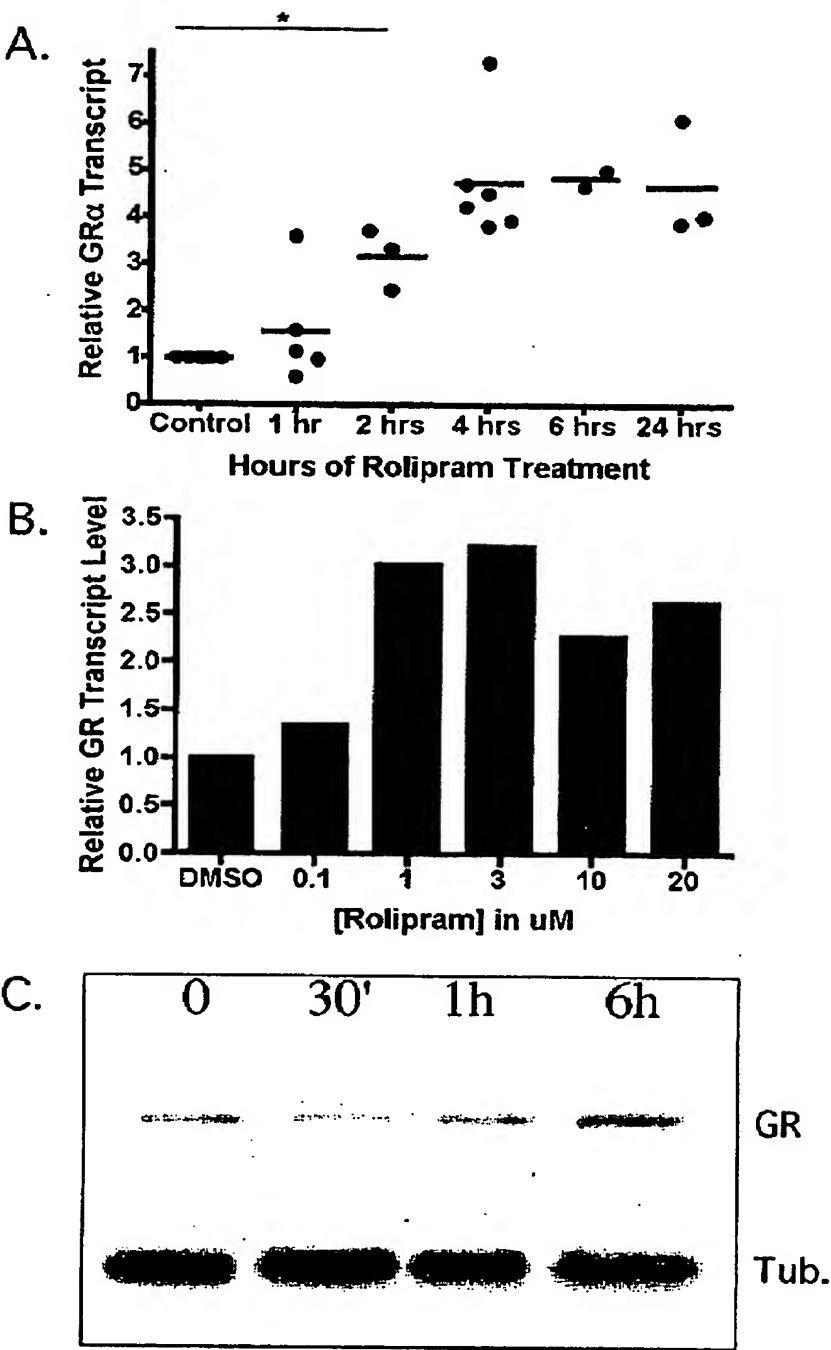 A.
*
Relative GRα Transcript
7
6
5
4
3
2
1
0
Control 1 hr 2 hrs 4 hrs 6 hrs 24 hrs
Hours of Rolipram Treatment
B.
Relative GR Transcript Level
3.5
3.0
2.5
2.0
1.5
1.0
0.5
0.0
DMSO 0.1 1 3 10 20
[Rolipram] in uM
C.
0 30' 1h 6h
GR
Tub.